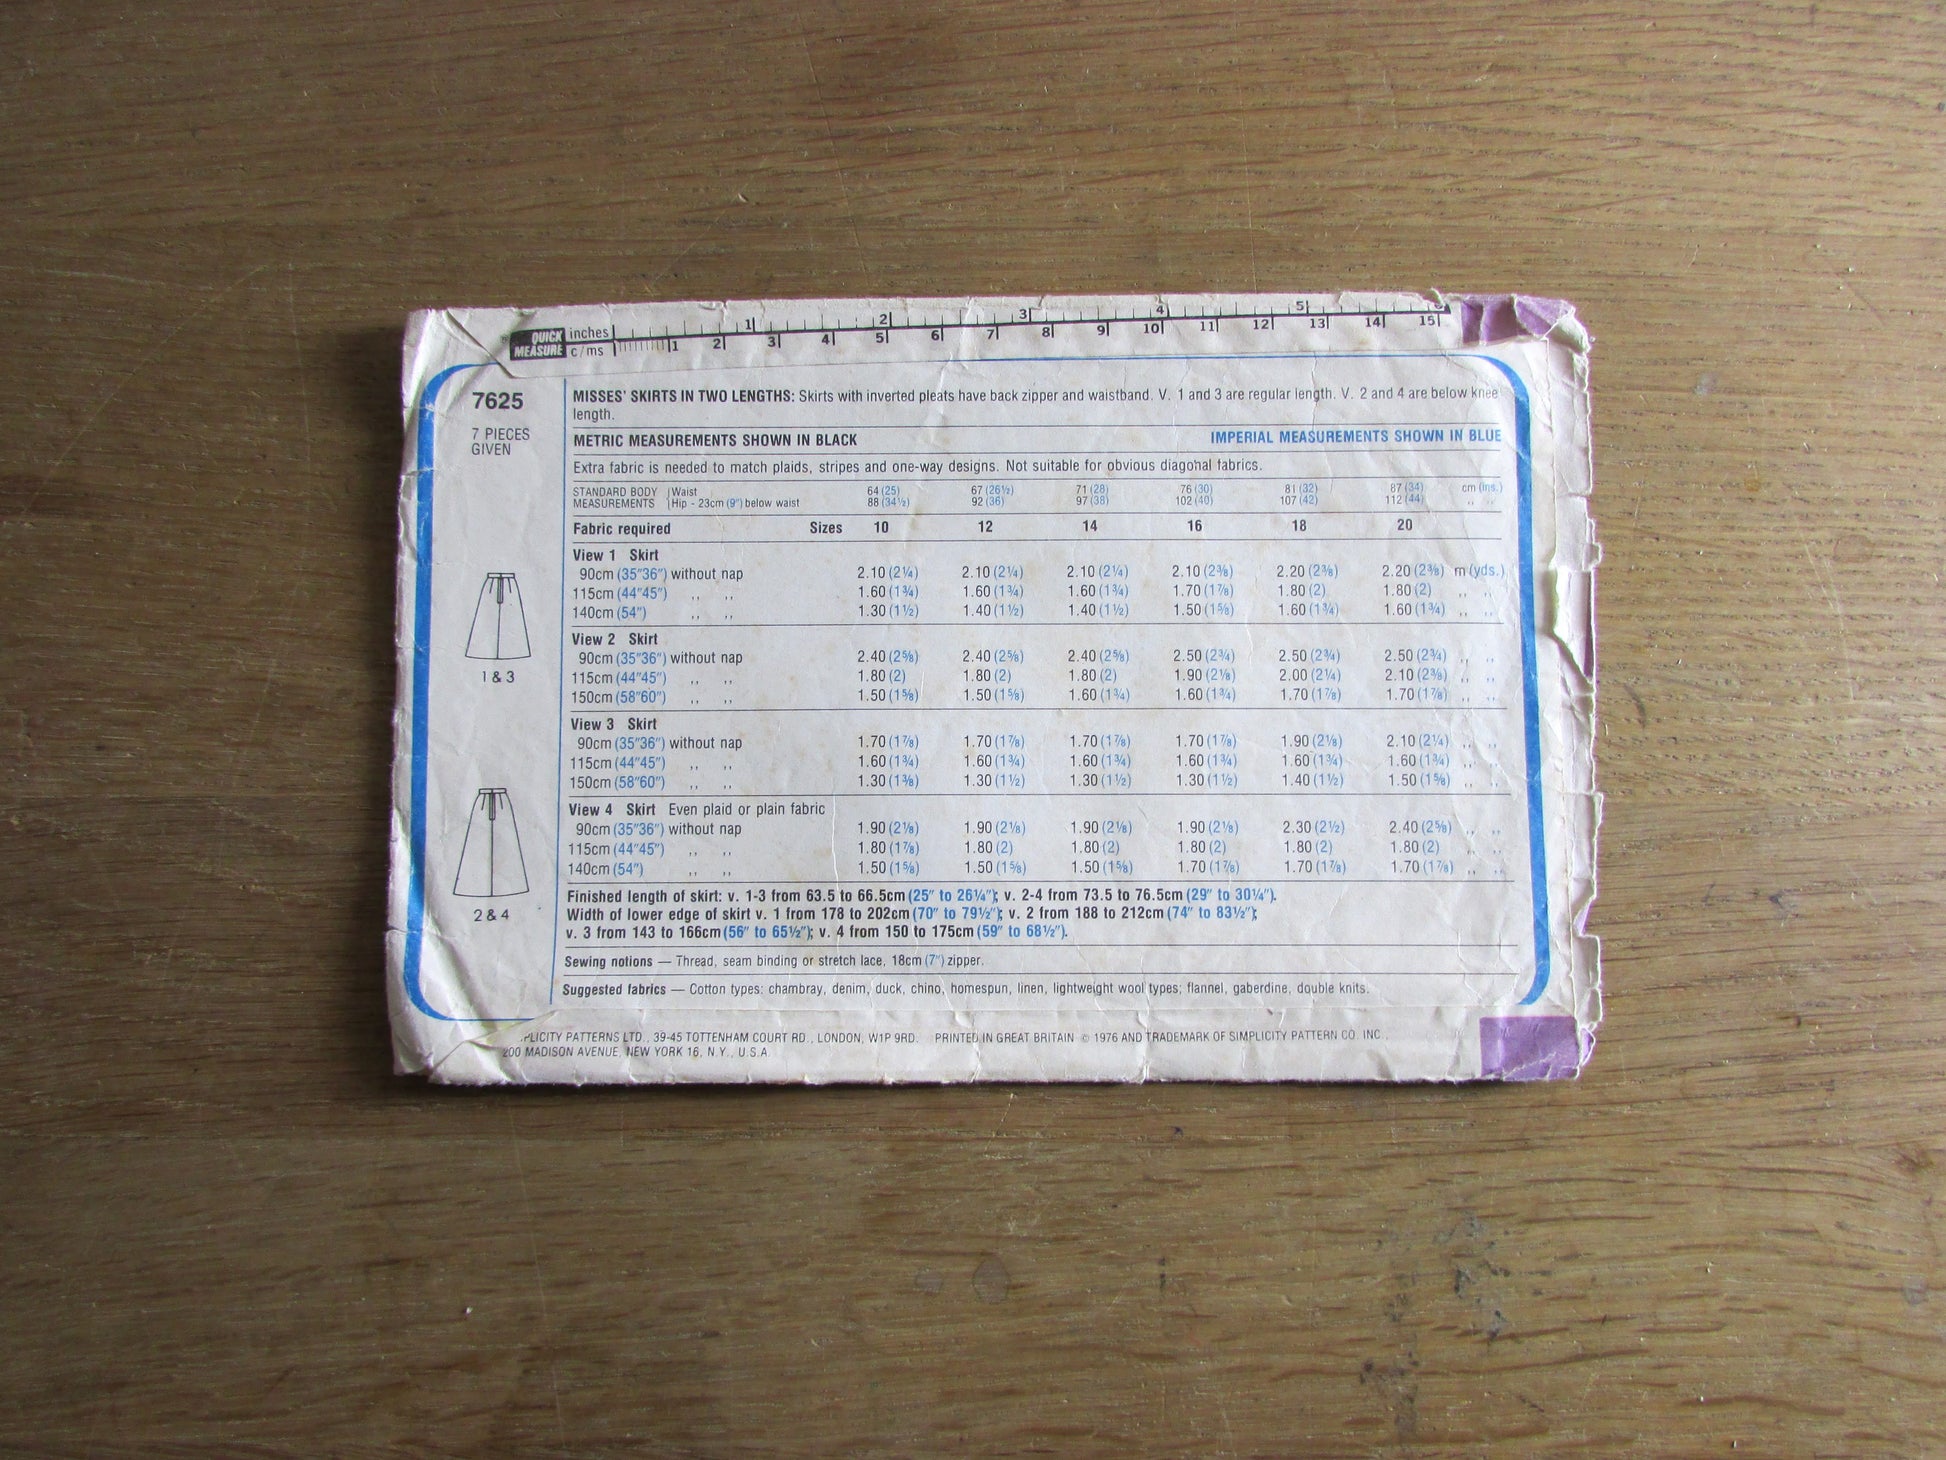 QUICK MEASURE inches 1 2 3 4 5 6
c/ms 1 2 3 4 5 6 7 8 9 10 11 12 13 14 15
7625
7 PIECES
GIVEN
1 & 3
2 & 4
MISSES' SKIRTS IN TWO LENGTHS: Skirts with inverted pleats have back zipper and waistband. V. 1 and 3 are regular length. V. 2 and 4 are below knee
length.
METRIC MEASUREMENTS SHOWN IN BLACK IMPERIAL MEASUREMENTS SHOWN IN BLUE
Extra fabric is needed to match plaids, stripes and one-way designs. Not suitable for obvious diagonal fabrics.
STANDARD BODY Waist 64 (25) 67 (26½) 71 (28) 76 (30) 81 (32) 87 (34) cm (ins.)
MEASUREMENTS Hip - 23cm (9") below waist 88 (34½) 92 (36) 97 (38) 102 (40) 107 (42) 112 (44) ,, ,,
Fabric required Sizes 10 12 14 16 18 20
View 1 Skirt
90cm (35"36") without nap 2.10 (2¼) 2.10 (2¼) 2.10 (2¼) 2.10 (2⅜) 2.20 (2⅜) 2.20 (2⅜) m (yds.)
115cm (44"45") ,, ,, 1.60 (1¾) 1.60 (1¾) 1.60 (1¾) 1.70 (1⅞) 1.80 (2) 1.80 (2) ,, ,,
140cm (54") ,, ,, 1.30 (1½) 1.40 (1½) 1.40 (1½) 1.50 (1⅝) 1.60 (1¾) 1.60 (1¾) ,, ,,
View 2 Skirt
90cm (35"36") without nap 2.40 (2⅝) 2.40 (2⅝) 2.40 (2⅝) 2.50 (2¾) 2.50 (2¾) 2.50 (2¾) ,, ,,
115cm (44"45") ,, ,, 1.80 (2) 1.80 (2) 1.80 (2) 1.90 (2⅛) 2.00 (2¼) 2.10 (2⅜) ,, ,,
150cm (58"60") ,, ,, 1.50 (1⅝) 1.50 (1⅝) 1.60 (1¾) 1.60 (1¾) 1.70 (1⅞) 1.70 (1⅞) ,, ,,
View 3 Skirt
90cm (35"36") without nap 1.70 (1⅞) 1.70 (1⅞) 1.70 (1⅞) 1.70 (1⅞) 1.90 (2⅛) 2.10 (2¼) ,, ,,
115cm (44"45") ,, ,, 1.60 (1¾) 1.60 (1¾) 1.60 (1¾) 1.60 (1¾) 1.60 (1¾) 1.60 (1¾) ,, ,,
150cm (58"60") ,, ,, 1.30 (1⅜) 1.30 (1½) 1.30 (1½) 1.30 (1½) 1.40 (1½) 1.50 (1⅝) ,, ,,
View 4 Skirt Even plaid or plain fabric
90cm (35"36") without nap 1.90 (2⅛) 1.90 (2⅛) 1.90 (2⅛) 1.90 (2⅛) 2.30 (2½) 2.40 (2⅝) ,, ,,
115cm (44"45") ,, ,, 1.80 (1⅞) 1.80 (2) 1.80 (2) 1.80 (2) 1.80 (2) 1.80 (2) ,, ,,
140cm (54") ,, ,, 1.50 (1⅝) 1.50 (1⅝) 1.50 (1⅝) 1.70 (1⅞) 1.70 (1⅞) 1.70 (1⅞) ,, ,,
Finished length of skirt: v. 1-3 from 63.5 to 66.5cm (25" to 26¼"); v. 2-4 from 73.5 to 76.5cm (29" to 30¼").
Width of lower edge of skirt v. 1 from 178 to 202cm (70" to 79½"); v. 2 from 188 to 212cm (74" to 83½");
v. 3 from 143 to 166cm (56" to 65½"); v. 4 from 150 to 175cm (59" to 68½").
Sewing notions — Thread, seam binding or stretch lace, 18cm (7") zipper.
Suggested fabrics — Cotton types: chambray, denim, duck, chino, homespun, linen, lightweight wool types; flannel, gaberdine, double knits.
PLICITY PATTERNS LTD., 39-45 TOTTENHAM COURT RD., LONDON, W1P 9RD. PRINTED IN GREAT BRITAIN © 1976 AND TRADEMARK OF SIMPLICITY PATTERN CO. INC.,
200 MADISON AVENUE, NEW YORK 16, N.Y., U.S.A.